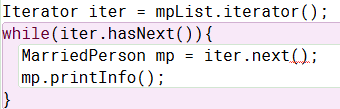 Iterator iter = mpList.iterator();
while(iter.hasNext()){
  MarriedPerson mp = iter.next();
  mp.printInfo();
}